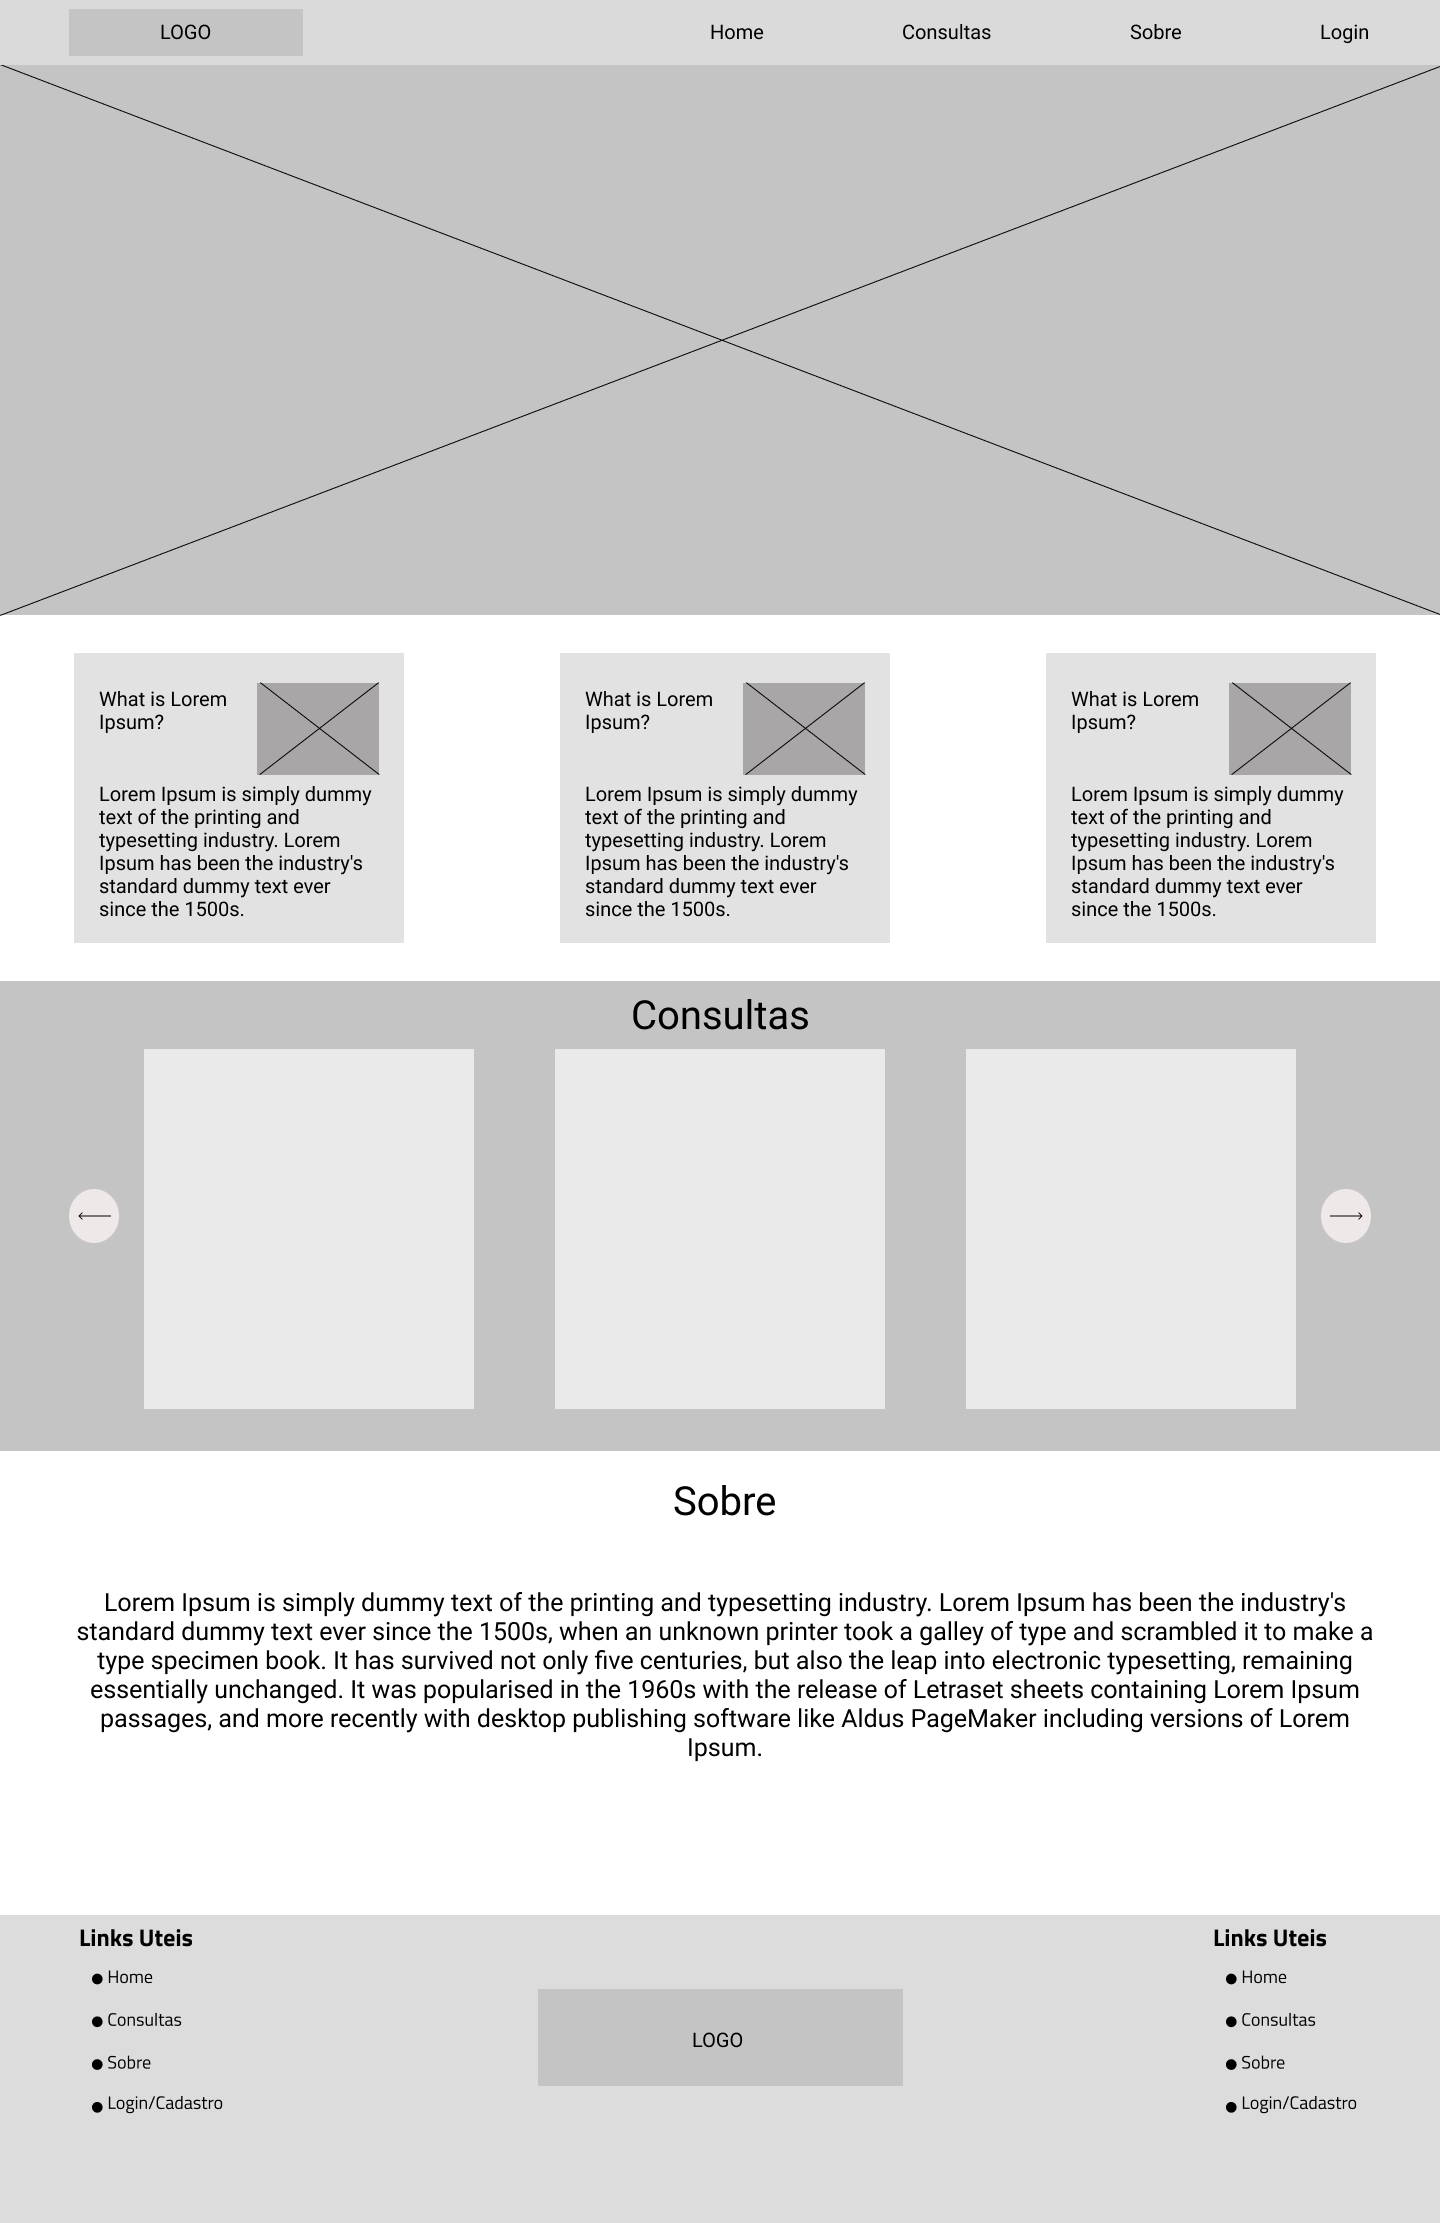 LOGO
Home
Consultas
Sobre
Login
What is Lorem
Ipsum?
Lorem Ipsum is simply dummy
text of the printing and
typesetting industry. Lorem
Ipsum has been the industry's
standard dummy text ever
since the 1500s.
What is Lorem
Ipsum?
Lorem Ipsum is simply dummy
text of the printing and
typesetting industry. Lorem
Ipsum has been the industry's
standard dummy text ever
since the 1500s.
What is Lorem
Ipsum?
Lorem Ipsum is simply dummy
text of the printing and
typesetting industry. Lorem
Ipsum has been the industry's
standard dummy text ever
since the 1500s.
Consultas
Sobre
Lorem Ipsum is simply dummy text of the printing and typesetting industry. Lorem Ipsum has been the industry's
standard dummy text ever since the 1500s, when an unknown printer took a galley of type and scrambled it to make a
type specimen book. It has survived not only five centuries, but also the leap into electronic typesetting, remaining
essentially unchanged. It was popularised in the 1960s with the release of Letraset sheets containing Lorem Ipsum
passages, and more recently with desktop publishing software like Aldus PageMaker including versions of Lorem
Ipsum.
Links Uteis
Home
Consultas
Sobre
Login/Cadastro
LOGO
Links Uteis
Home
Consultas
Sobre
Login/Cadastro